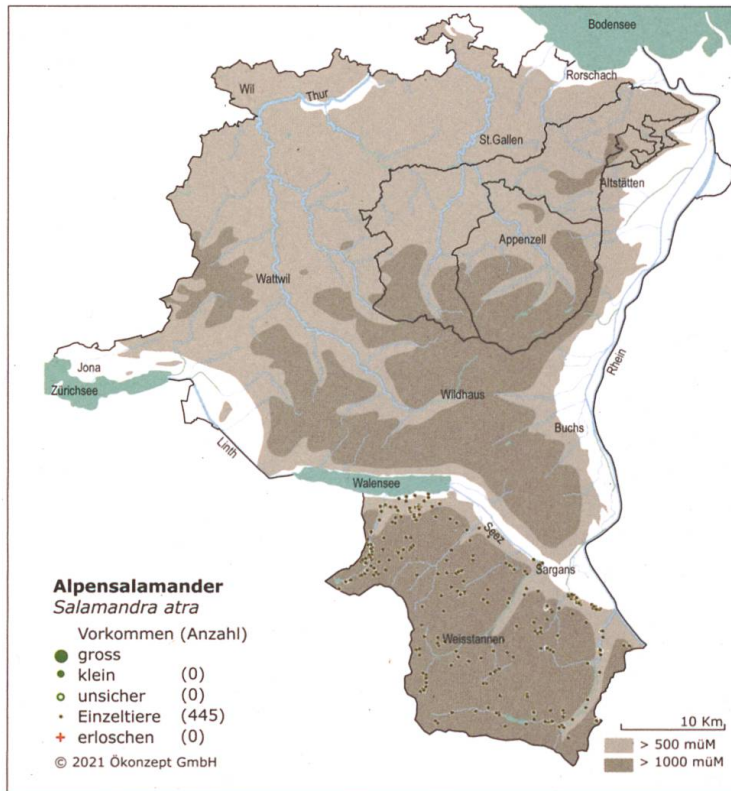 Bodensee
Rorschach
Wil
Thur
St.Gallen
Altstätten
Appenzell
Wattwil
Rhein
Jona
Zürichsee
Wildhaus
Buchs
Linth
Walensee
Seez
Sargans
Weisstannen
Alpensalamander
Salamandra atra
Vorkommen (Anzahl)
gross
klein (0)
unsicher (0)
Einzeltiere (445)
erloschen (0)
© 2021 Ökonzept GmbH
10 Km
> 500 müM
> 1000 müM